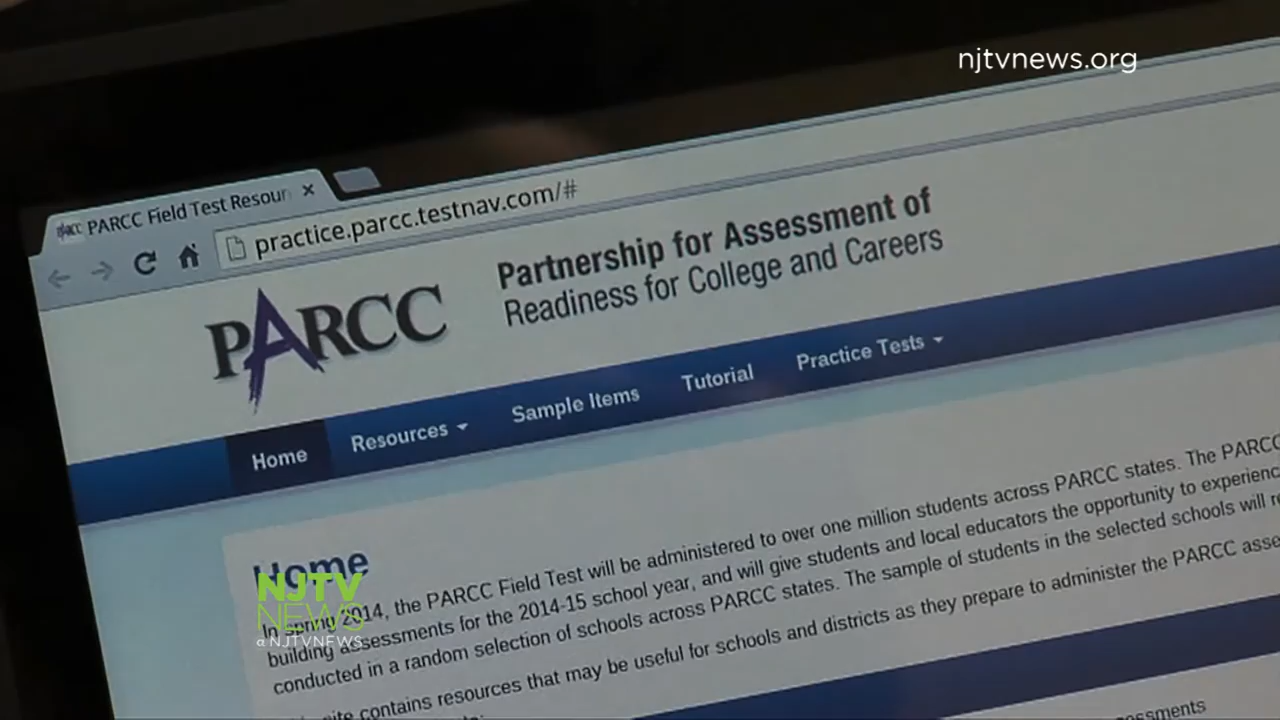 njtvnews.org
PARCC Field Test Resour
practice.parcc.testnav.com/#
PARCC
Partnership for Assessment of
Readiness for College and Careers
Home
Resources
Sample Items
Tutorial
Practice Tests
Home
In spring 2014, the PARCC Field Test will be administered to over one million students across PARCC states. The PARCC
building assessments for the 2014-15 school year, and will give students and local educators the opportunity to experienc
conducted in a random selection of schools across PARCC states. The sample of students in the selected schools will r
site contains resources that may be useful for schools and districts as they prepare to administer the PARCC asse
NJTV
NEWS
@NJTVNEWS